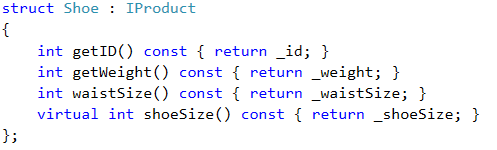 struct Shoe : IProduct
{
    int getID() const { return _id; }
    int getWeight() const { return _weight; }
    int waistSize() const { return _waistSize; }
    virtual int shoeSize() const { return _shoeSize; }
};